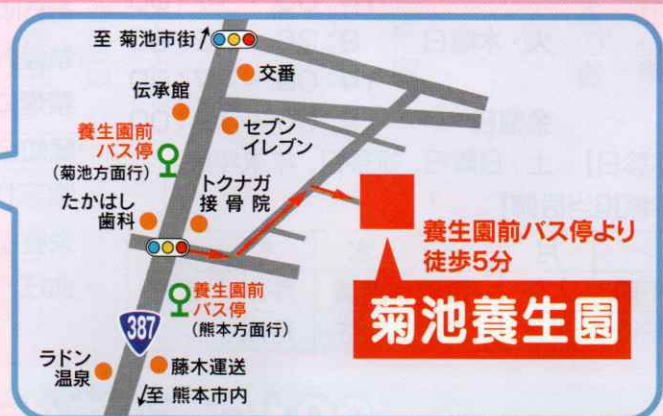 至 菊池市街
交番
伝承館
養生園前
バス停
(菊池方面行)
セブン
イレブン
トクナガ
接骨院
たかはし
歯科
養生園前バス停より
徒歩5分
菊池養生園
養生園前
バス停
(熊本方面行)
387
ラドン
温泉
藤木運送
至 熊本市内